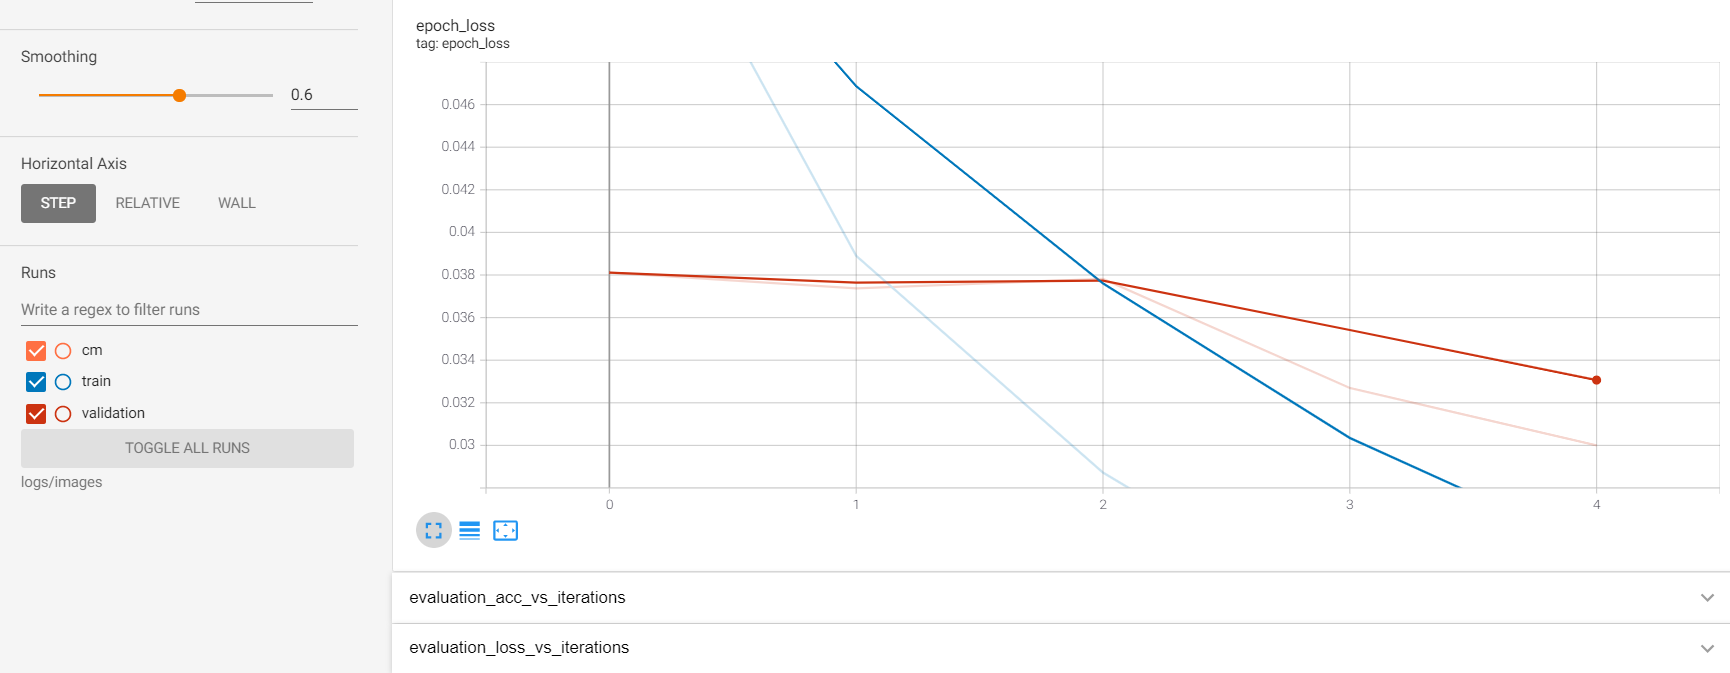 epoch_loss
tag: epoch_loss
Smoothing
0.6
Horizontal Axis
STEP RELATIVE WALL
Runs
Write a regex to filter runs
cm
train
validation
TOGGLE ALL RUNS
logs/images
0.046
0.044
0.042
0.04
0.038
0.036
0.034
0.032
0.03
0 1 2 3 4
evaluation_acc_vs_iterations
evaluation_loss_vs_iterations